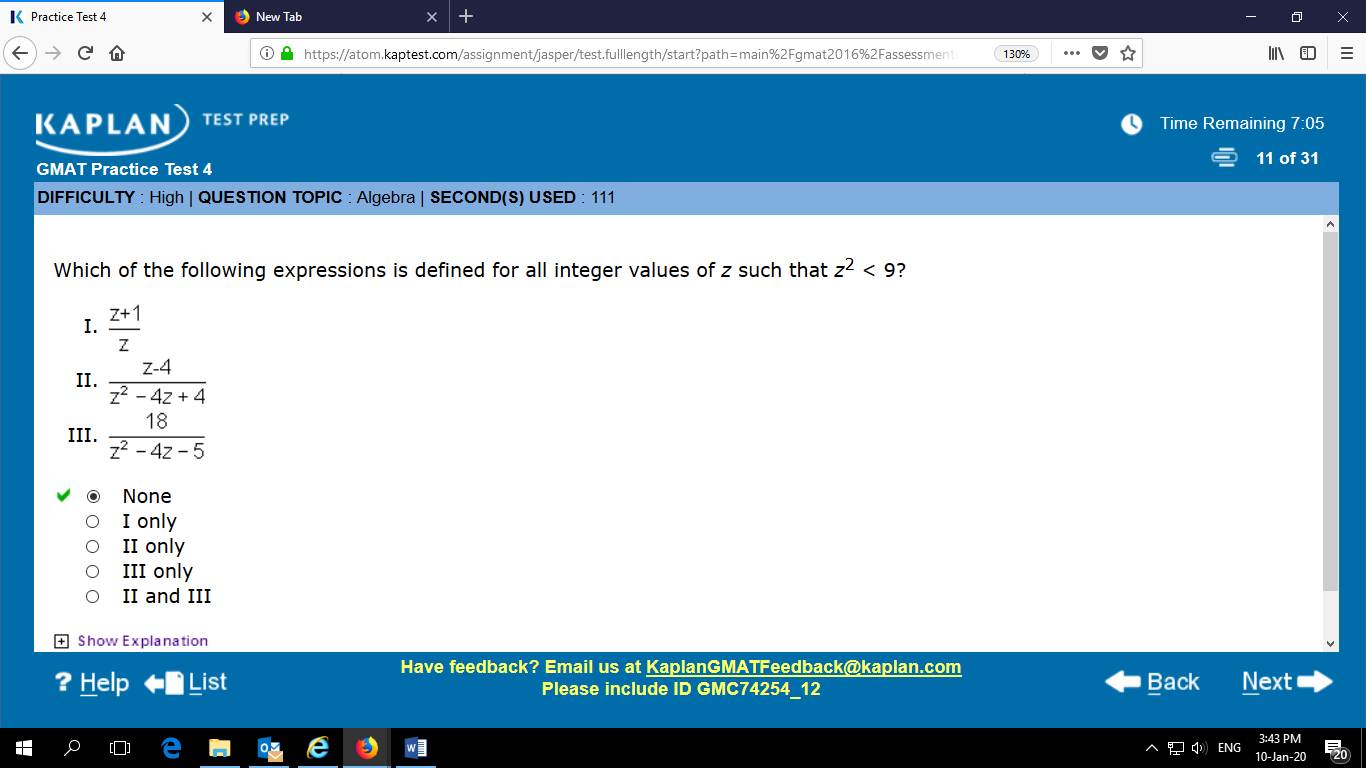 Practice Test 4
New Tab
https://atom.kaptest.com/assignment/jasper/test.fulllength/start?path=main%2Fgmat2016%2Fassessment
130%
KAPLAN TEST PREP
Time Remaining 7:05
GMAT Practice Test 4
11 of 31
DIFFICULTY : High | QUESTION TOPIC : Algebra | SECOND(S) USED : 111
Which of the following expressions is defined for all integer values of z such that z² < 9?
I. z+1
z
II. z-4
z² − 4z + 4
III. 18
z² − 4z − 5
None
I only
II only
III only
II and III
Show Explanation
Have feedback? Email us at KaplanGMATFeedback@kaplan.com
Please include ID GMC74254_12
? Help List
Back Next
ENG
3:43 PM
10-Jan-20
20